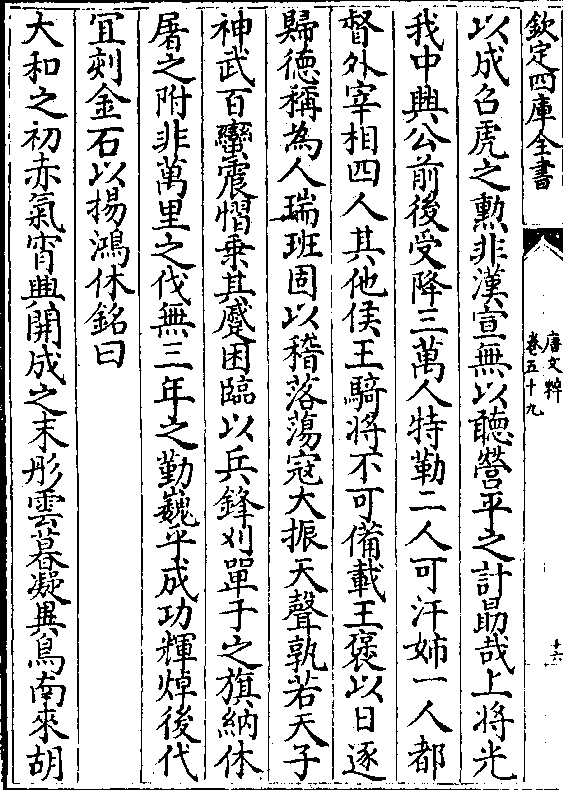 欽定四庫全書
唐文粹
卷五十九
十六
以成召虎之勲非漢宣無以聽營平之計勗哉上將光
我中興公前後受降三萬人特勒二人可汗姊一人都
督外宰相四人其他侯王騎將不可備載王褒以日逐
歸徳稱為人瑞班固以稽落蕩宼大振天聲孰若天子
神武百蠻震慴乗其蹙困臨以兵鋒刈單于之旗納休
屠之附非萬里之伐無三年之勤巍乎成功輝焯後代
宜刻金石以揚鴻休銘曰
大和之初赤氣宵興開成之末彤雲暮凝異鳥南來胡